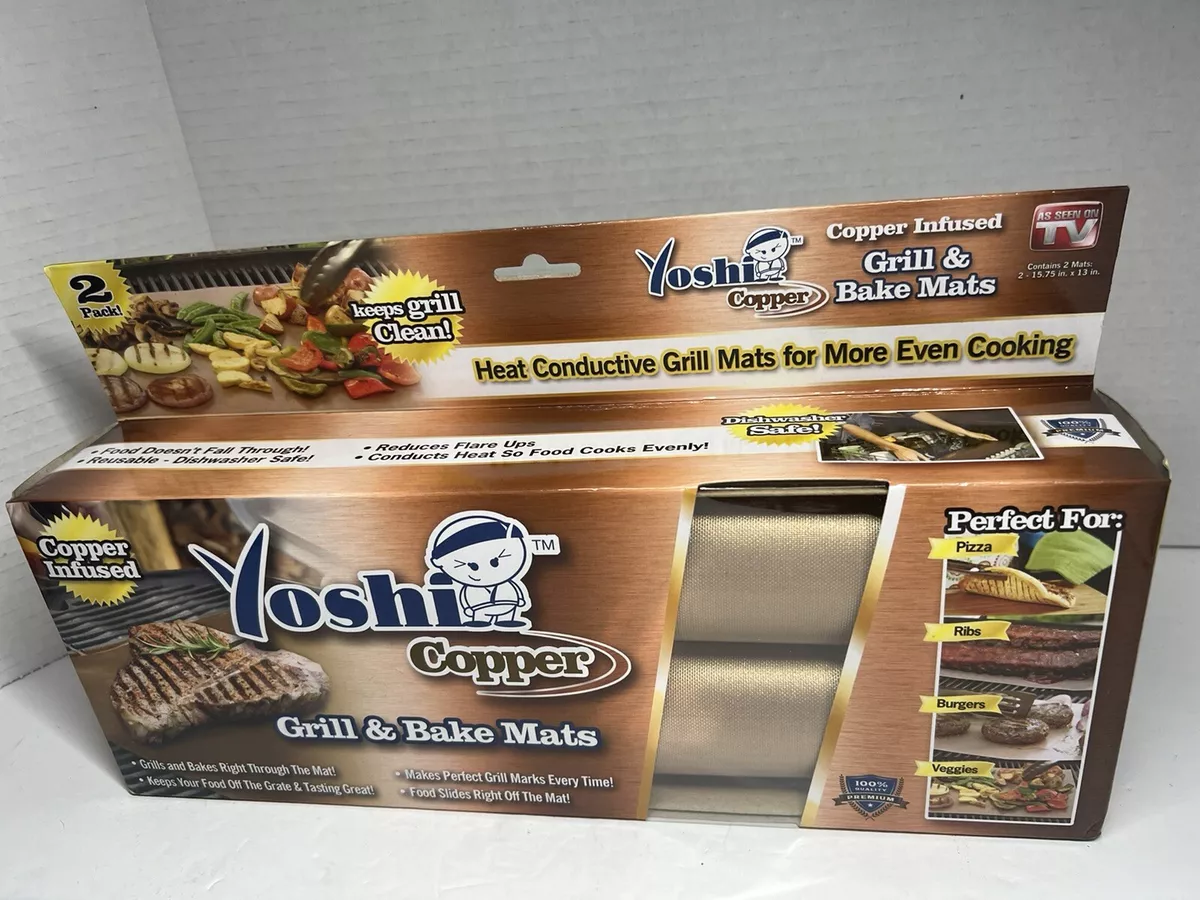 2
Pack!
keeps grill
Clean!
Yoshi™
Copper
Copper Infused
Grill &
Bake Mats
AS SEEN ON
TV
Contains 2 Mats:
2 - 15.75 in. x 13 in.
Heat Conductive Grill Mats for More Even Cooking
• Food Doesn't Fall Through!
• Reusable - Dishwasher Safe!
• Reduces Flare Ups
• Conducts Heat So Food Cooks Evenly!
Dishwasher
Safe!
100%
PREMIUM
Copper
Infused
Yoshi™
Copper
Grill & Bake Mats
• Grills and Bakes Right Through The Mat!
• Keeps Your Food Off The Grate & Tasting Great!
• Makes Perfect Grill Marks Every Time!
• Food Slides Right Off The Mat!
100%
QUALITY
PREMIUM
Perfect For:
Pizza
Ribs
Burgers
Veggies